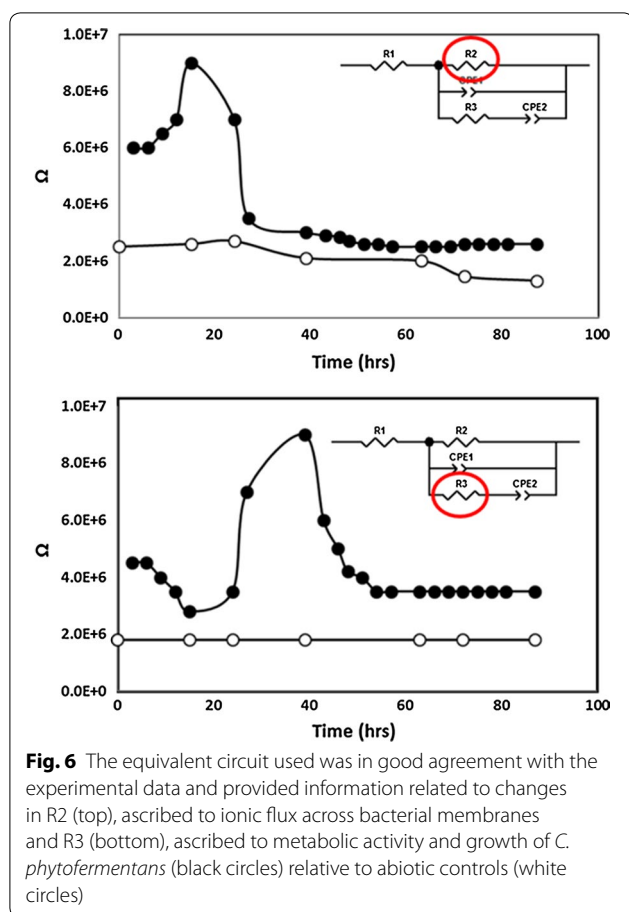 1.0E+7
8.0E+6
6.0E+6
4.0E+6
2.0E+6
0.0E+0
Ω
0 20 40 60 80 100
Time (hrs)
R1 R2
CPE1
R3 CPE2
1.0E+7
8.0E+6
6.0E+6
4.0E+6
2.0E+6
0.0E+0
Ω
0 20 40 60 80 100
Time (hrs)
R1 R2
CPE1
R3 CPE2
Fig. 6 The equivalent circuit used was in good agreement with the
experimental data and provided information related to changes
in R2 (top), ascribed to ionic flux across bacterial membranes
and R3 (bottom), ascribed to metabolic activity and growth of C.
phytofermentans (black circles) relative to abiotic controls (white
circles)